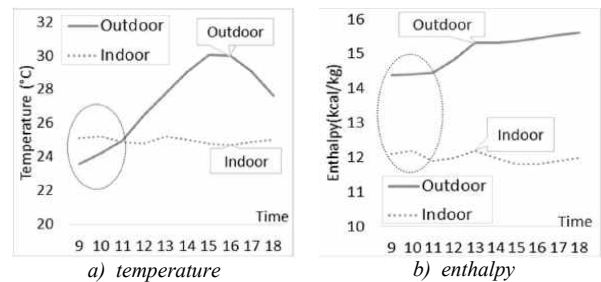 Outdoor
Indoor
Outdoor
Indoor
Temperature (°C)
32
30
28
26
24
22
20
Time
9 10 11 12 13 14 15 16 17 18
a) temperature
16
15
14
13
12
11
10
Enthalpy(kcal/kg)
Outdoor
Indoor
Outdoor
Indoor
Time
9 10 11 12 13 14 15 16 17 18
b) enthalpy